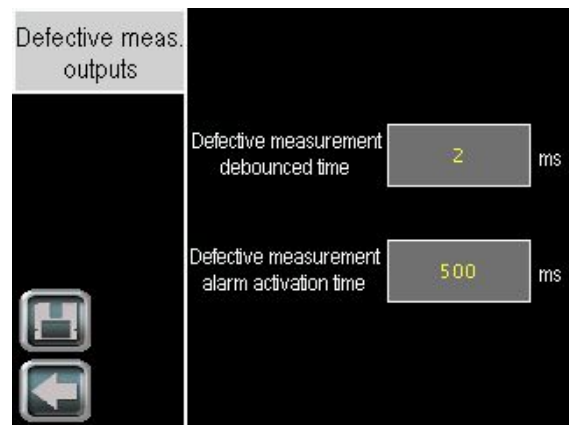 Defective meas.
outputs
Defective measurement
debounced time
2
ms
Defective measurement
alarm activation time
500
ms